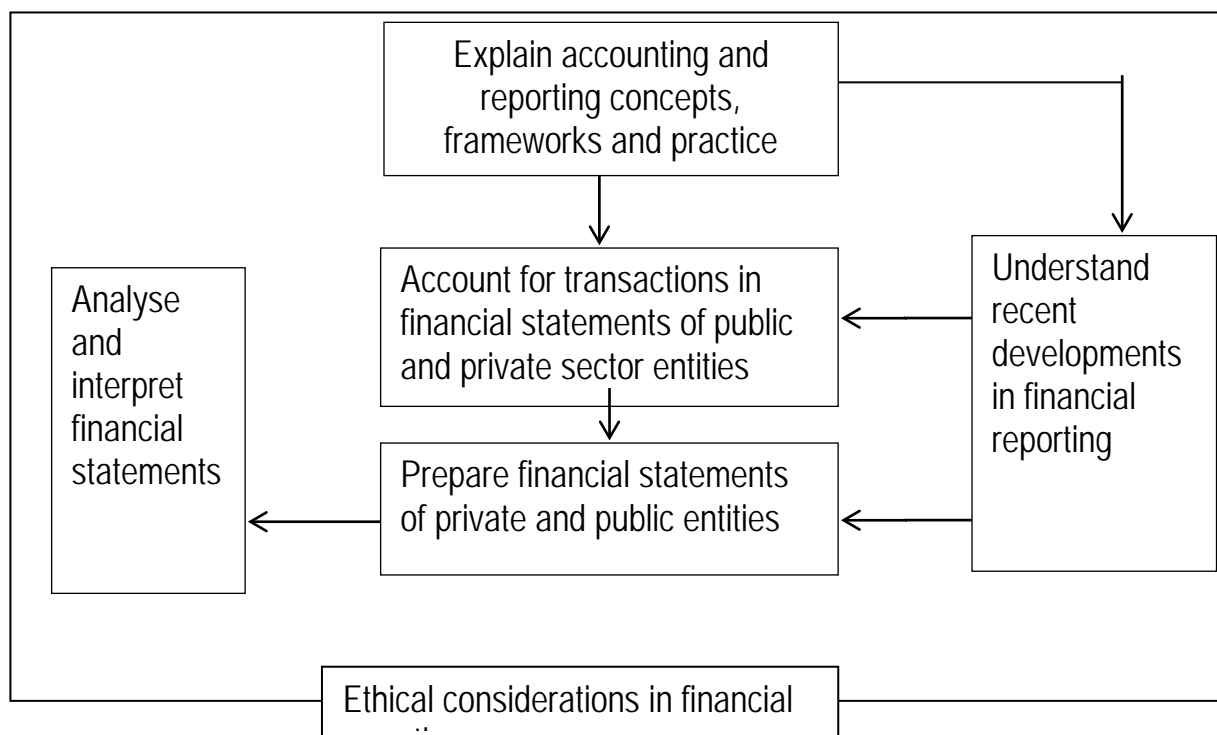 Explain accounting and
reporting concepts,
frameworks and practice
Account for transactions in
financial statements of public
and private sector entities
Understand
recent
developments
in financial
reporting
Analyse
and
interpret
financial
statements
Prepare financial statements
of private and public entities
Ethical considerations in financial